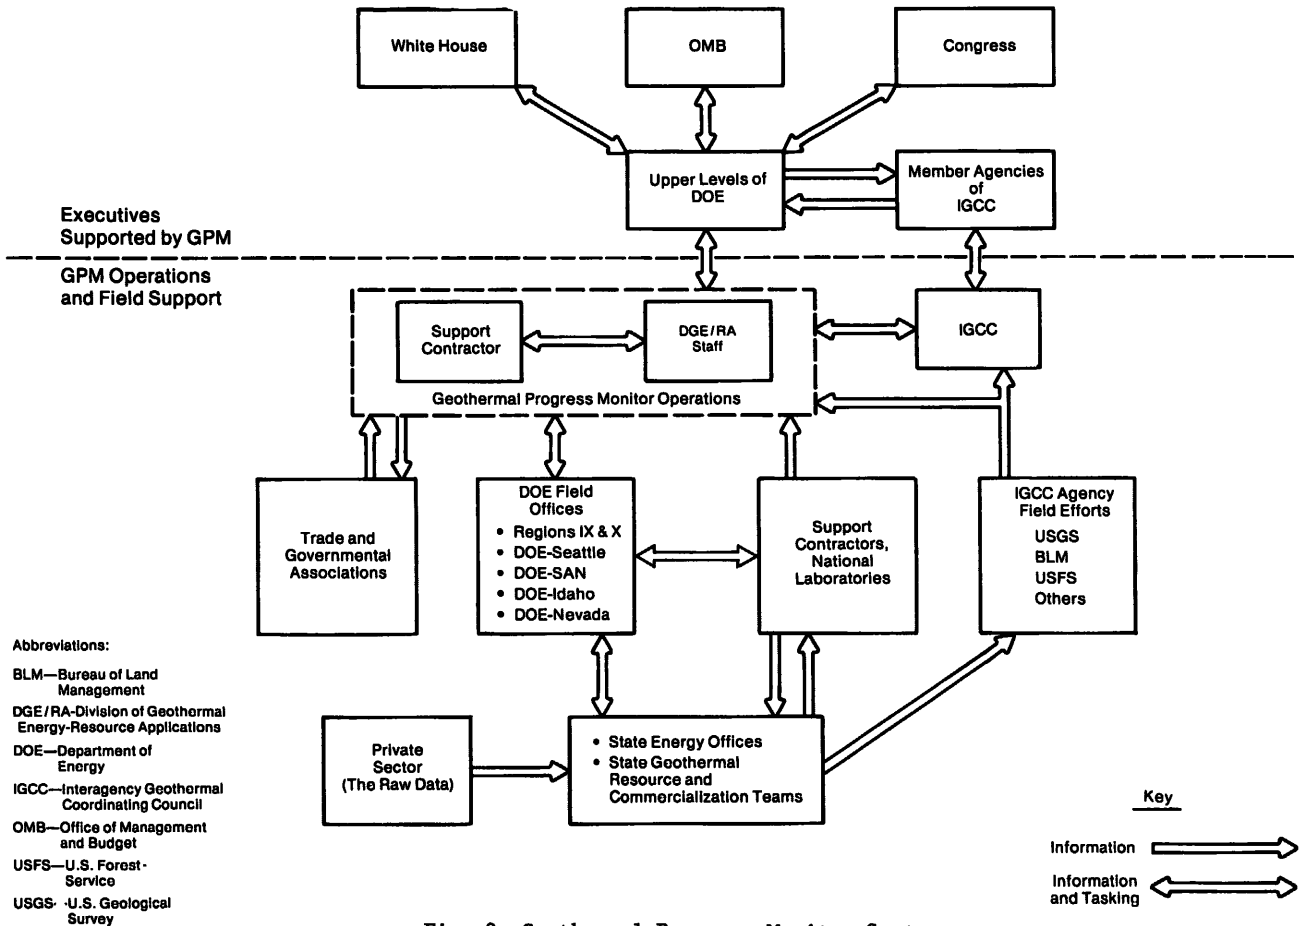 White House
OMB
Congress
Upper Levels of
DOE
Member Agencies
of
IGCC
Executives
Supported by GPM
GPM Operations
and Field Support
Support
Contractor
DGE/RA
Staff
IGCC
Geothermal Progress Monitor Operations
Trade and
Governmental
Associations
DOE Field
Offices
• Regions IX & X
• DOE-Seattle
• DOE-SAN
• DOE-Idaho
• DOE-Nevada
Support
Contractors,
National
Laboratories
IGCC Agency
Field Efforts
USGS
BLM
USFS
Others
Private
Sector
(The Raw Data)
• State Energy Offices
• State Geothermal
Resource and
Commercialization Teams
Abbreviations:
BLM—Bureau of Land
Management
DGE/RA-Division of Geothermal
Energy-Resource Applications
DOE—Department of
Energy
IGCC—Interagency Geothermal
Coordinating Council
OMB—Office of Management
and Budget
USFS—U.S. Forest-
Service
USGS- -U.S. Geological
Survey
Key
Information
Information
and Tasking